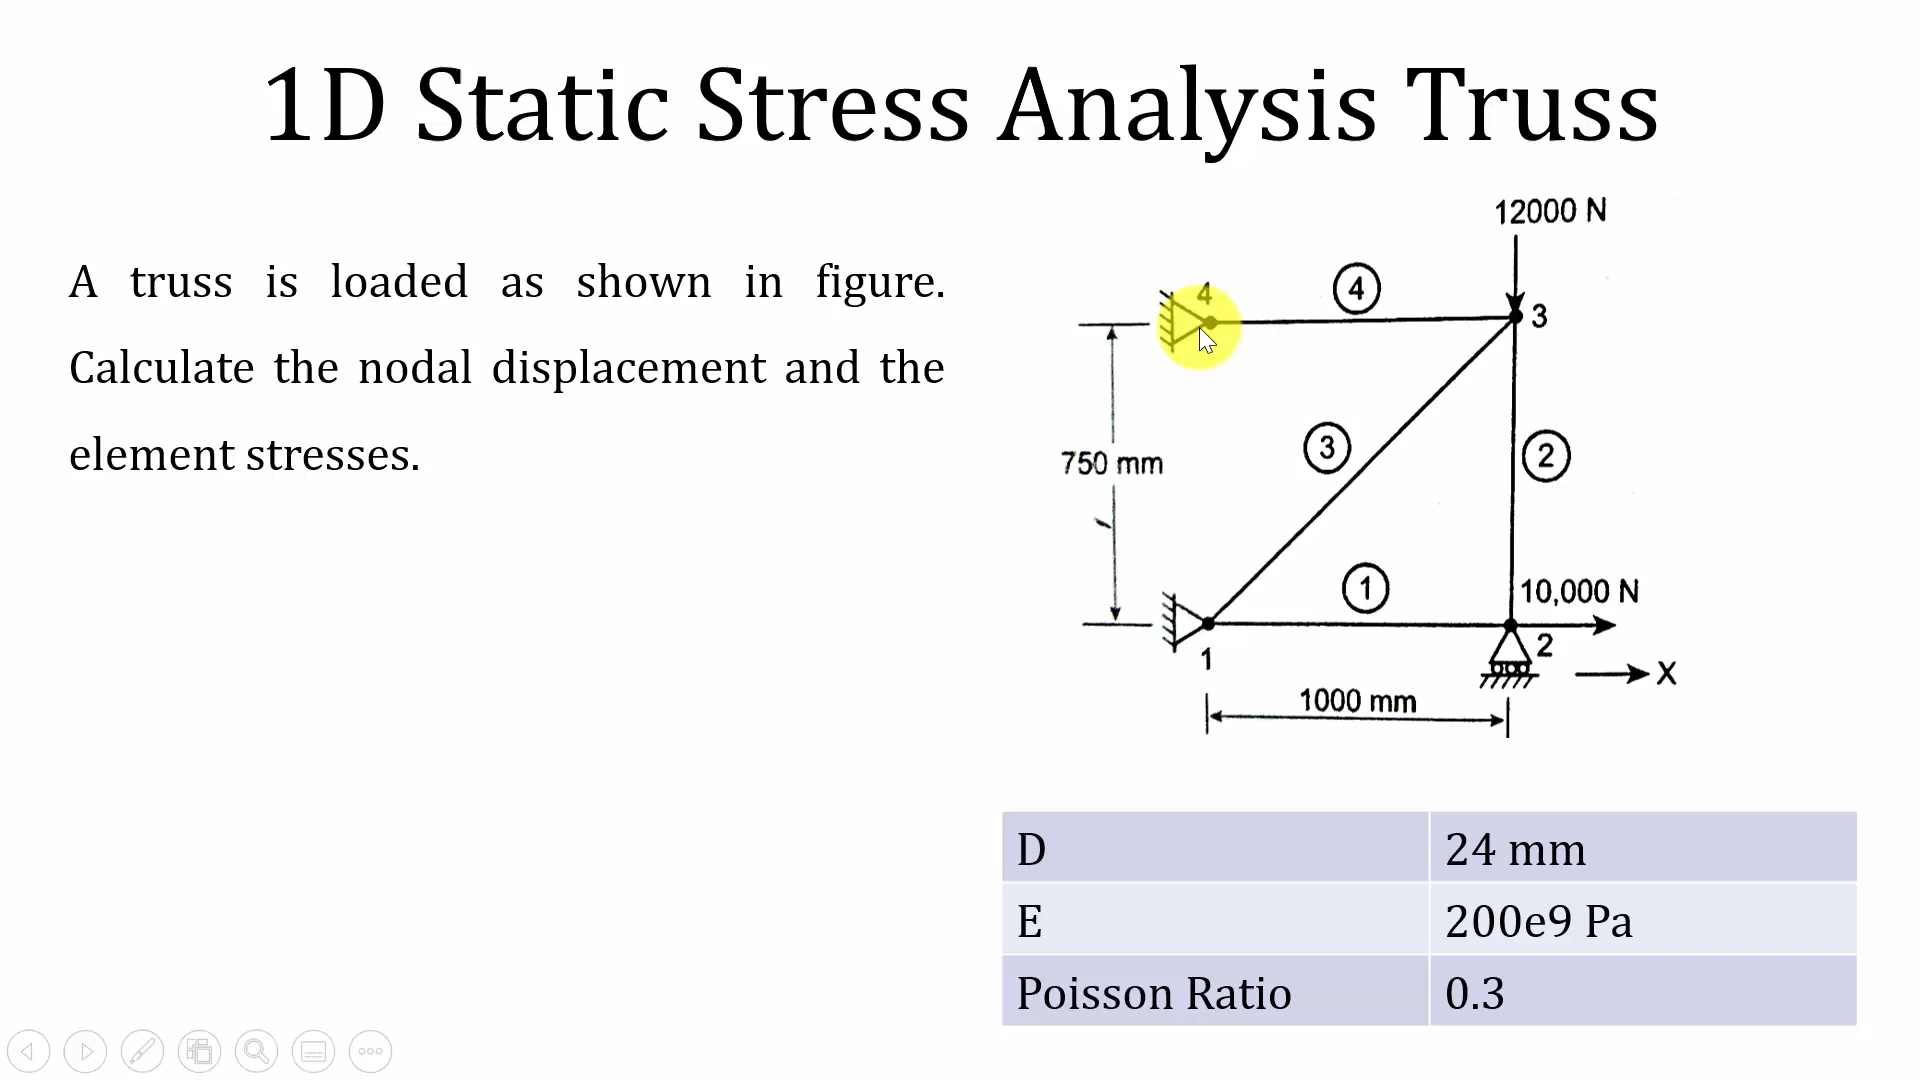 1D Static Stress Analysis Truss
A truss is loaded as shown in figure.
Calculate the nodal displacement and the
element stresses.
12000 N
4
4
3
3
2
750 mm
1
10,000 N
1
2
X
1000 mm
D 24 mm
E 200e9 Pa
Poisson Ratio 0.3